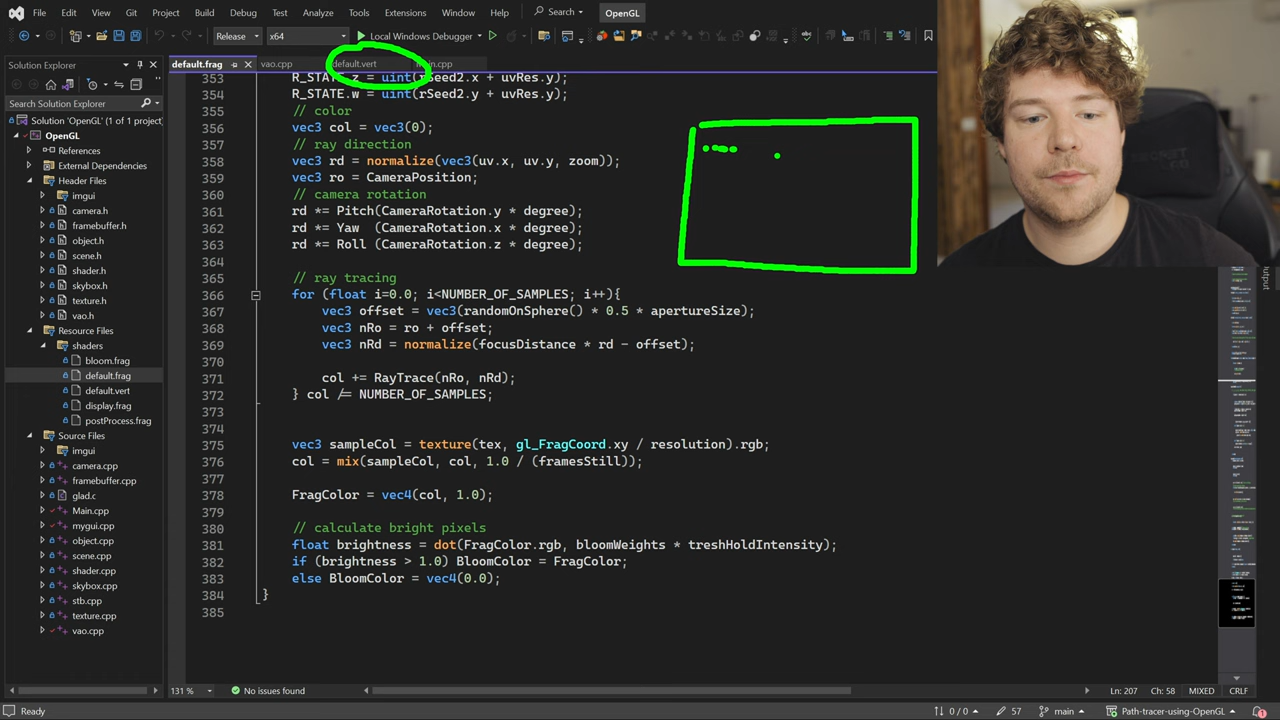 File Edit View Git Project Build Debug Test Analyze Tools Extensions Window Help Search OpenGL
Release x64 Local Windows Debugger
Solution Explorer
default.frag vao.cpp default.vert
Search Solution Explorer
Solution 'OpenGL' (1 of 1 project)
OpenGL
References
External Dependencies
Header Files
imgui
camera.h
framebuffer.h
object.h
scene.h
shader.h
skybox.h
texture.h
vao.h
Resource Files
shaders
bloom.frag
default.frag
default.vert
display.frag
postProcess.frag
Source Files
imgui
camera.cpp
framebuffer.cpp
glad.c
Main.cpp
mygui.cpp
object.cpp
scene.cpp
shader.cpp
skybox.cpp
stb.cpp
texture.cpp
vao.cpp
353 R_STATE.z = uint(rSeed2.x + uvRes.y);
354 R_STATE.w = uint(rSeed2.y + uvRes.y);
355 // color
356 vec3 col = vec3(0);
357 // ray direction
358 vec3 rd = normalize(vec3(uv.x, uv.y, zoom));
359 vec3 ro = CameraPosition;
360 // camera rotation
361 rd *= Pitch(CameraRotation.y * degree);
362 rd *= Yaw (CameraRotation.x * degree);
363 rd *= Roll (CameraRotation.z * degree);
364
365 // ray tracing
366 for (float i=0.0; i<NUMBER_OF_SAMPLES; i++){
367 vec3 offset = vec3(randomOnSphere() * 0.5 * apertureSize);
368 vec3 nRo = ro + offset;
369 vec3 nRd = normalize(focusDistance * rd - offset);
370
371 col += RayTrace(nRo, nRd);
372 } col /= NUMBER_OF_SAMPLES;
373
374
375 vec3 sampleCol = texture(tex, gl_FragCoord.xy / resolution).rgb;
376 col = mix(sampleCol, col, 1.0 / (framesStill));
377
378 FragColor = vec4(col, 1.0);
379
380 // calculate bright pixels
381 float brightness = dot(FragColor.rgb, bloomWeights * treshHoldIntensity);
382 if (brightness > 1.0) BloomColor = FragColor;
383 else BloomColor = vec4(0.0);
384 }
385
131 % No issues found Ln: 207 Ch: 58 MIXED CRLF
Ready 0 / 0 57 main Path-tracer-using-OpenGL 1